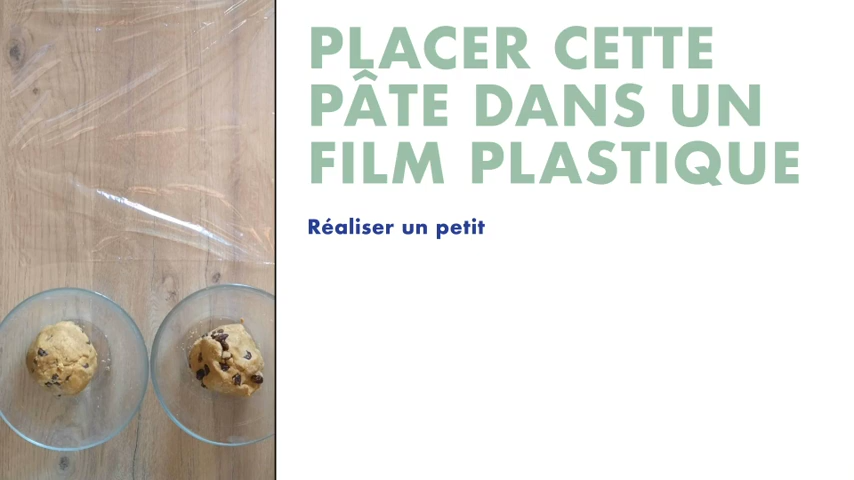 PLACER CETTE
PÂTE DANS UN
FILM PLASTIQUE
Réaliser un petit